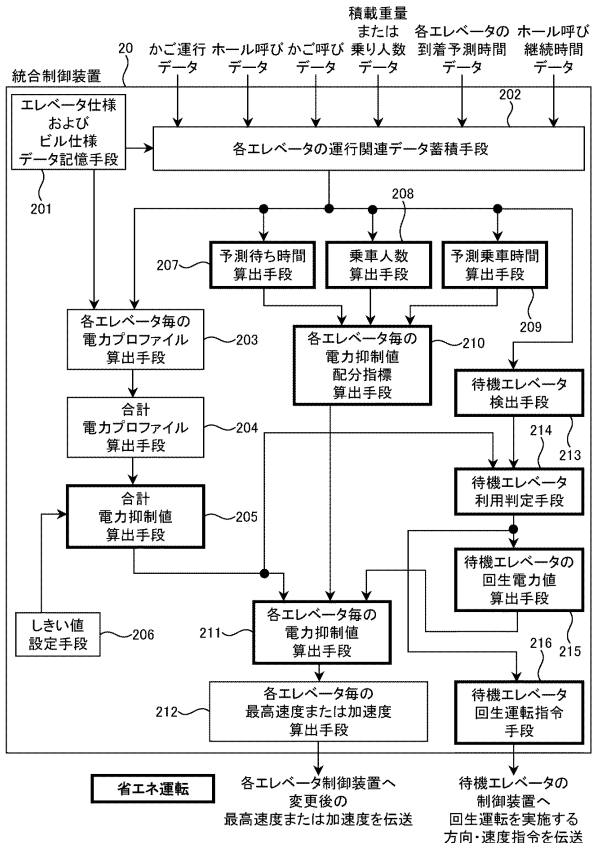 積載重量
または
乗り人数
データ
各エレベータの
到着予測時間
データ
ホール呼び
継続時間
データ
かご運行
データ
ホール呼び
データ
かご呼び
データ
20
統合制御装置
エレベータ仕様
および
ビル仕様
データ記憶手段
201
202
各エレベータの運行関連データ蓄積手段
208
207
予測待ち時間
算出手段
乗車人数
算出手段
予測乗車時間
算出手段
209
各エレベータ毎の
電力プロファイル
算出手段
203
各エレベータ毎の
電力抑制値
配分指標
算出手段
210
待機エレベータ
検出手段
213
合計
電力プロファイル
算出手段
204
214
待機エレベータ
利用判定手段
合計
電力抑制値
算出手段
205
待機エレベータの
回生電力値
算出手段
215
しきい値
設定手段
206
211
各エレベータ毎の
電力抑制値
算出手段
216
212
各エレベータ毎の
最高速度または加速度
算出手段
待機エレベータ
回生運転指令
手段
省エネ運転
各エレベータ制御装置へ
変更後の
最高速度または加速度を伝送
待機エレベータの
制御装置へ
回生運転を実施する
方向・速度指令を伝送